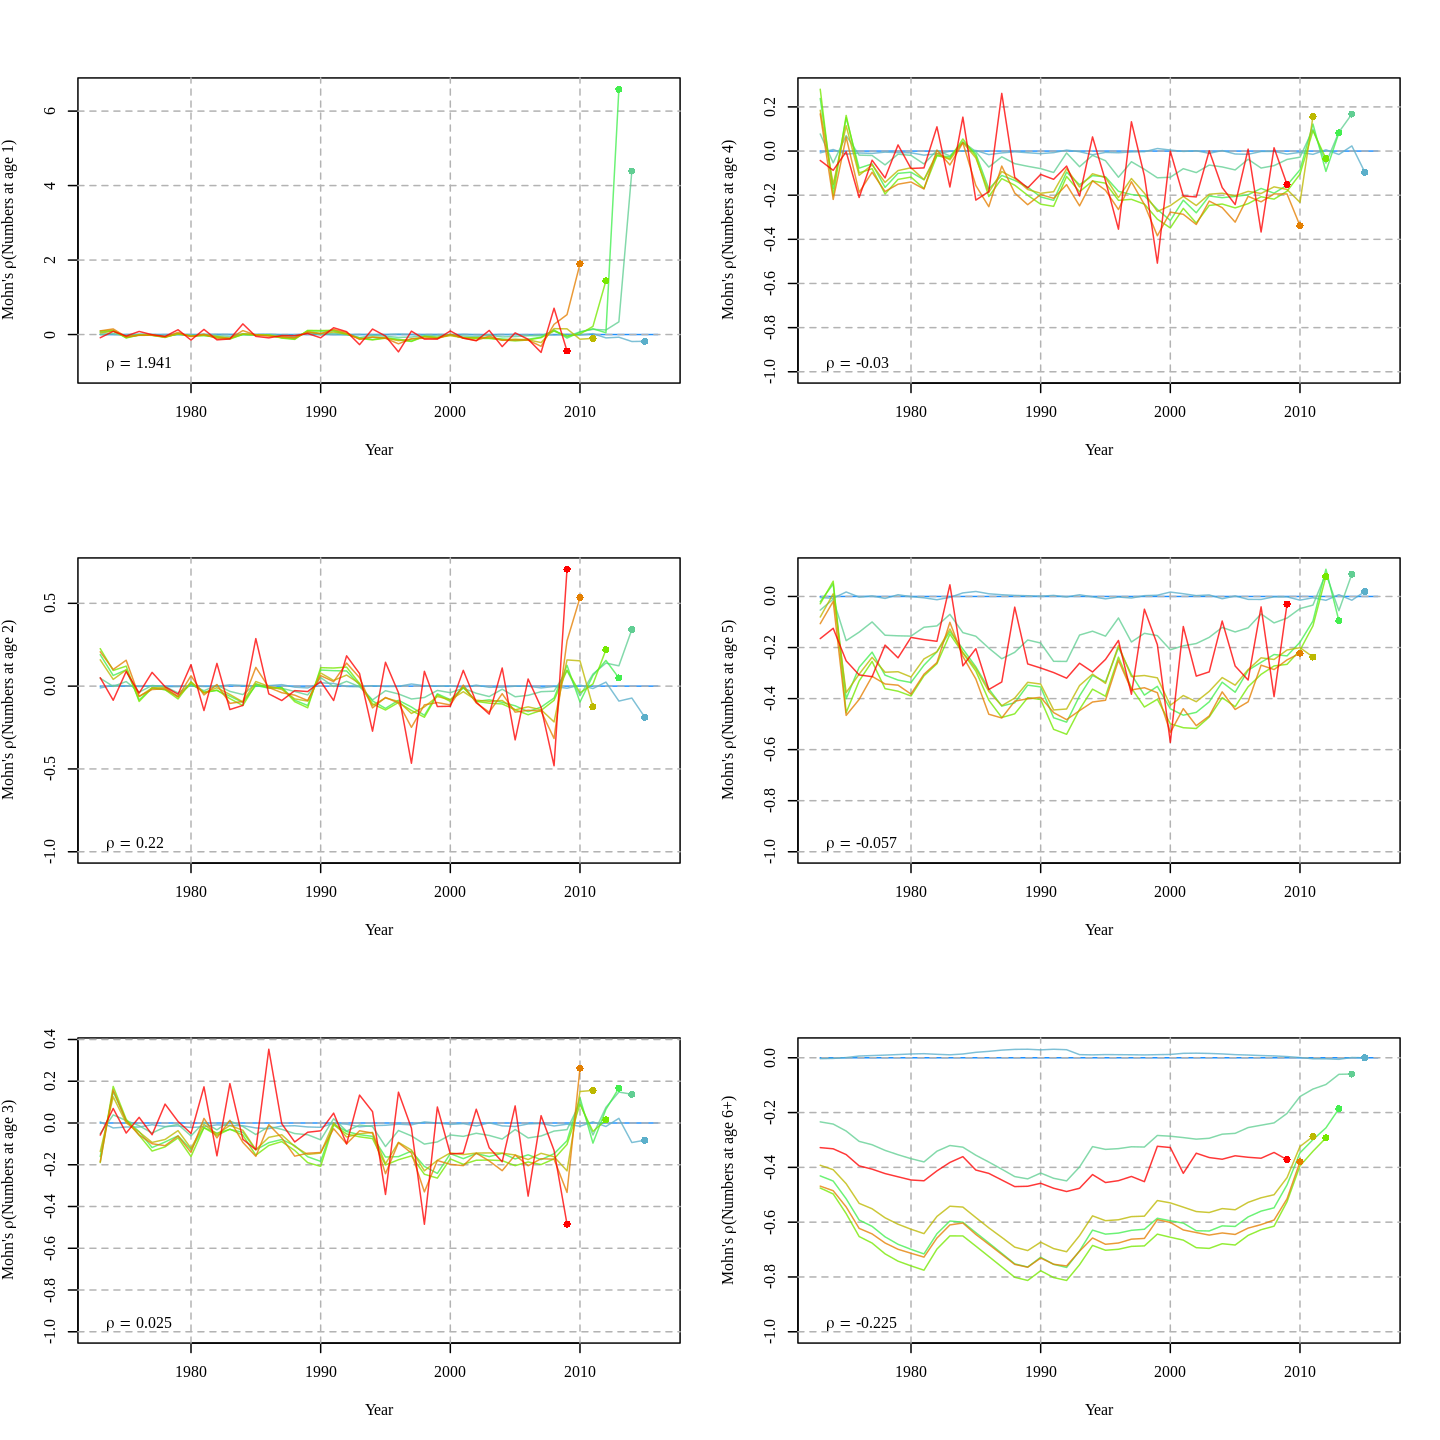 Mohn's ρ(Numbers at age 1)
6
4
2
0
ρ = 1.941
1980 1990 2000 2010
Year
Mohn's ρ(Numbers at age 4)
0.2
0.0
-0.2
-0.4
-0.6
-0.8
-1.0
ρ = -0.03
1980 1990 2000 2010
Year
Mohn's ρ(Numbers at age 2)
0.5
0.0
-0.5
-1.0
ρ = 0.22
1980 1990 2000 2010
Year
Mohn's ρ(Numbers at age 5)
0.0
-0.2
-0.4
-0.6
-0.8
-1.0
ρ = -0.057
1980 1990 2000 2010
Year
Mohn's ρ(Numbers at age 3)
0.4
0.2
0.0
-0.2
-0.4
-0.6
-0.8
-1.0
ρ = 0.025
1980 1990 2000 2010
Year
Mohn's ρ(Numbers at age 6+)
0.0
-0.2
-0.4
-0.6
-0.8
-1.0
ρ = -0.225
1980 1990 2000 2010
Year